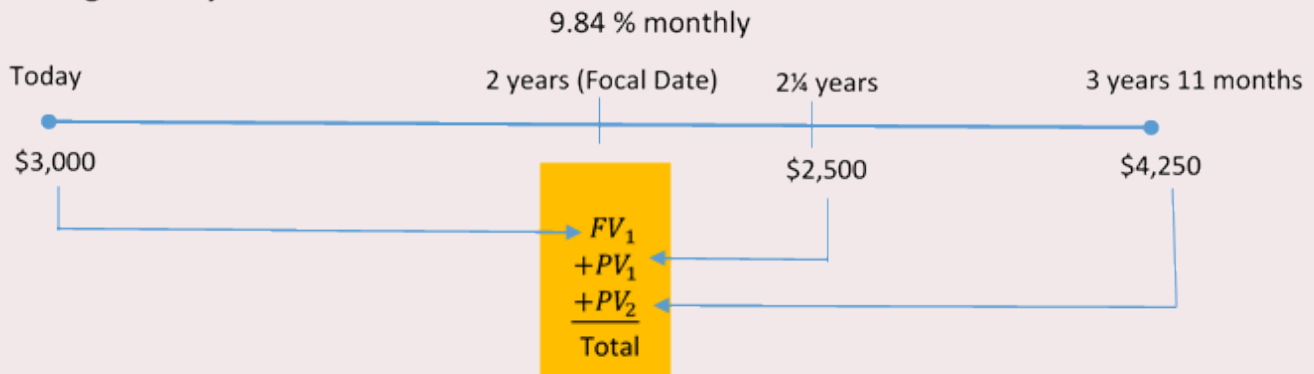 9.84 % monthly
Today
2 years (Focal Date)
2¼ years
3 years 11 months
$3,000
$2,500
$4,250
FV₁
+PV₁
+PV₂
Total